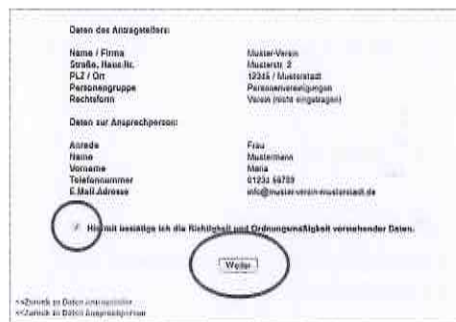 Daten des Antragstellers:
Name / Firma Muster-Verein
Straße, Haus-Nr. Musterstr. 2
PLZ / Ort 12345 / Musterstadt
Personengruppe Personenvereinigungen
Rechtsform Verein (nicht eingetragen)
Daten zur Ansprechperson:
Anrede Frau
Name Mustermann
Vorname Maria
Telefonnummer 01234 56789
E-Mail-Adresse info@muster-verein-musterstadt.de
Hiermit bestätige ich die Richtigkeit und Ordnungsmäßigkeit vorstehender Daten.
Weiter
<<Zurück zu Daten Antragsteller
<<Zurück zu Daten Ansprechperson